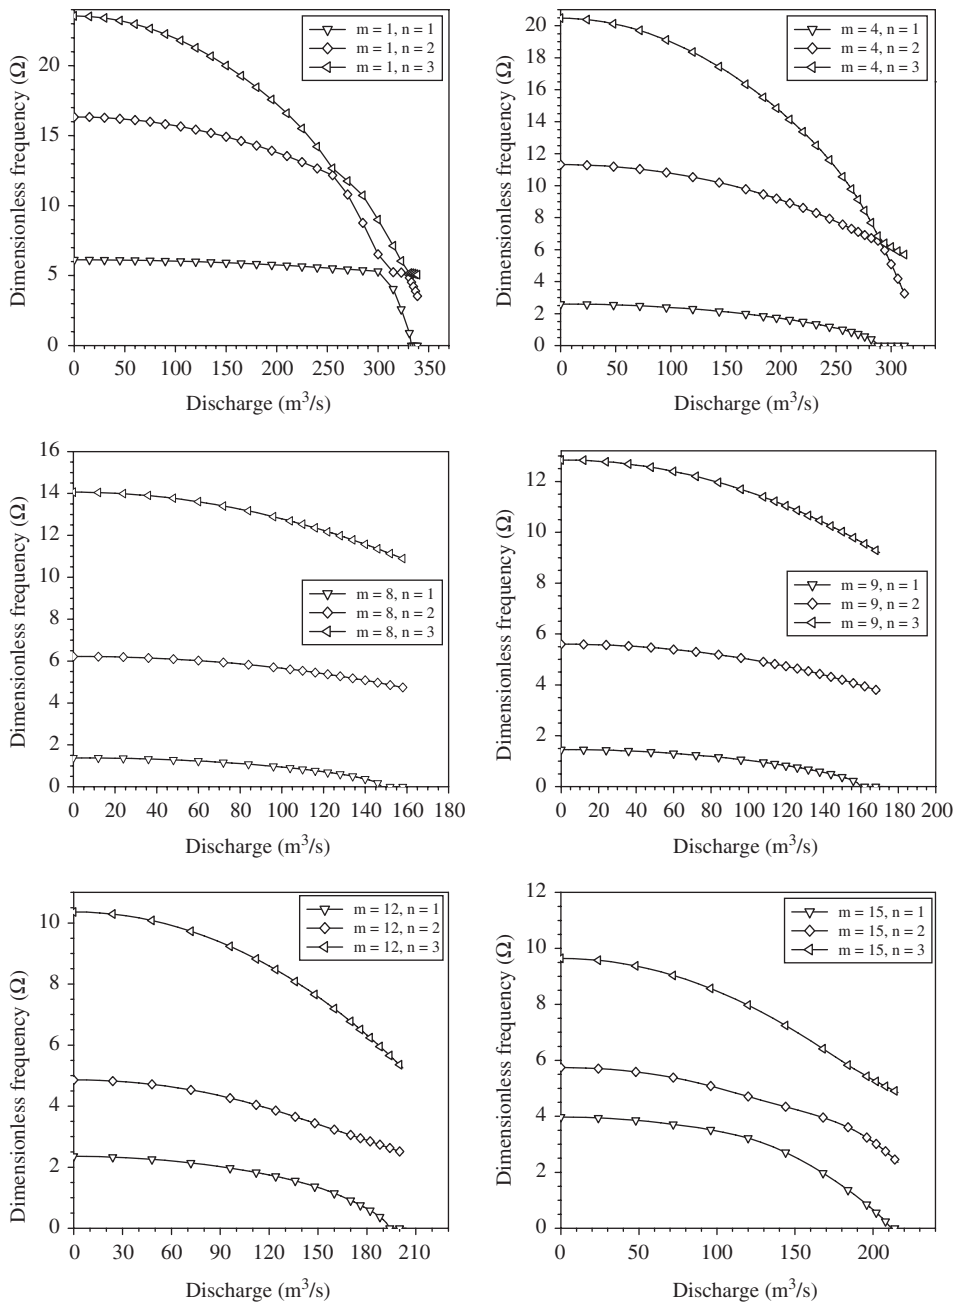 m = 1, n = 1
m = 1, n = 2
m = 1, n = 3
20
15
10
5
0
0 50 100 150 200 250 300 350
Dimensionless frequency (Ω)
Discharge (m³/s)
m = 4, n = 1
m = 4, n = 2
m = 4, n = 3
20
18
16
14
12
10
8
6
4
2
0
0 50 100 150 200 250 300
Dimensionless frequency (Ω)
Discharge (m³/s)
m = 8, n = 1
m = 8, n = 2
m = 8, n = 3
16
14
12
10
8
6
4
2
0
0 20 40 60 80 100 120 140 160 180
Dimensionless frequency (Ω)
Discharge (m³/s)
m = 9, n = 1
m = 9, n = 2
m = 9, n = 3
12
10
8
6
4
2
0
0 20 40 60 80 100 120 140 160 180 200
Dimensionless frequency (Ω)
Discharge (m³/s)
m = 12, n = 1
m = 12, n = 2
m = 12, n = 3
10
8
6
4
2
0
0 30 60 90 120 150 180 210
Dimensionless frequency (Ω)
Discharge (m³/s)
m = 15, n = 1
m = 15, n = 2
m = 15, n = 3
12
10
8
6
4
2
0
0 50 100 150 200
Dimensionless frequency (Ω)
Discharge (m³/s)